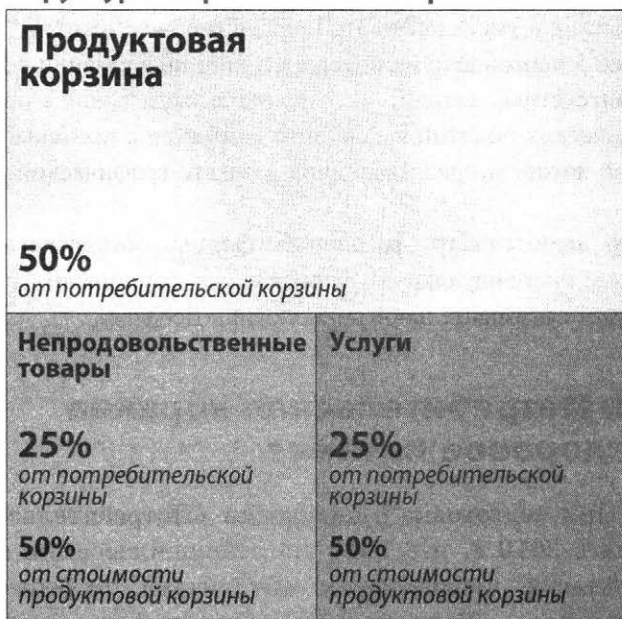 Продуктовая
корзина
50%
от потребительской корзины
Непродовольственные
товары
25%
от потребительской
корзины
50%
от стоимости
продуктовой корзины
Услуги
25%
от потребительской
корзины
50%
от стоимости
продуктовой корзины